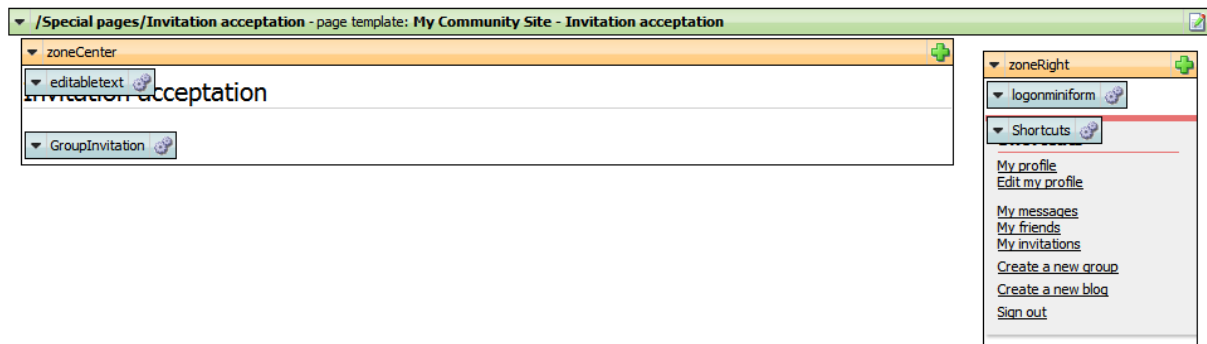 /Special pages/Invitation acceptation - page template: My Community Site - Invitation acceptation
zoneCenter
editabletext
Invitation acceptation
GroupInvitation
zoneRight
logonminiform
Shortcuts
My profile
Edit my profile
My messages
My friends
My invitations
Create a new group
Create a new blog
Sign out